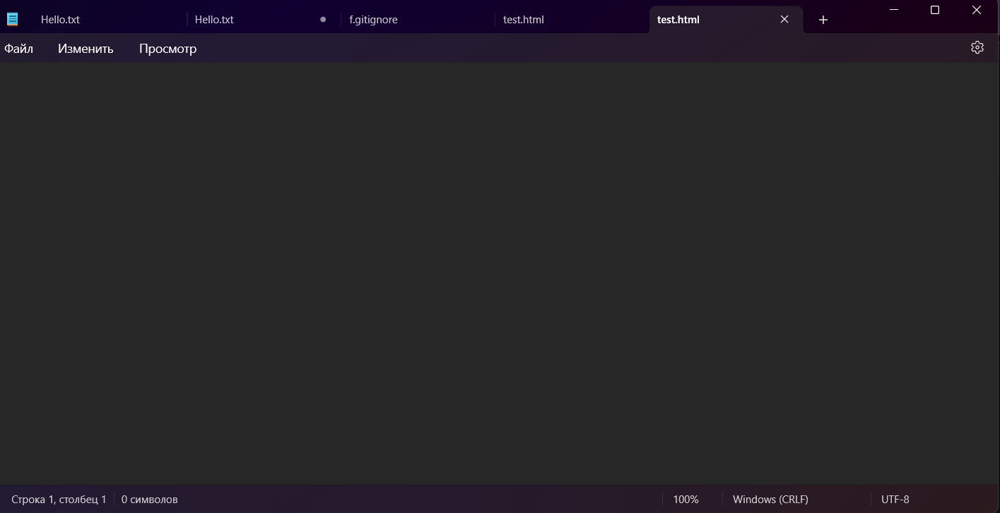 Hello.txt Hello.txt f.gitignore test.html test.html
Файл Изменить Просмотр
Строка 1, столбец 1 0 символов 100% Windows (CRLF) UTF-8